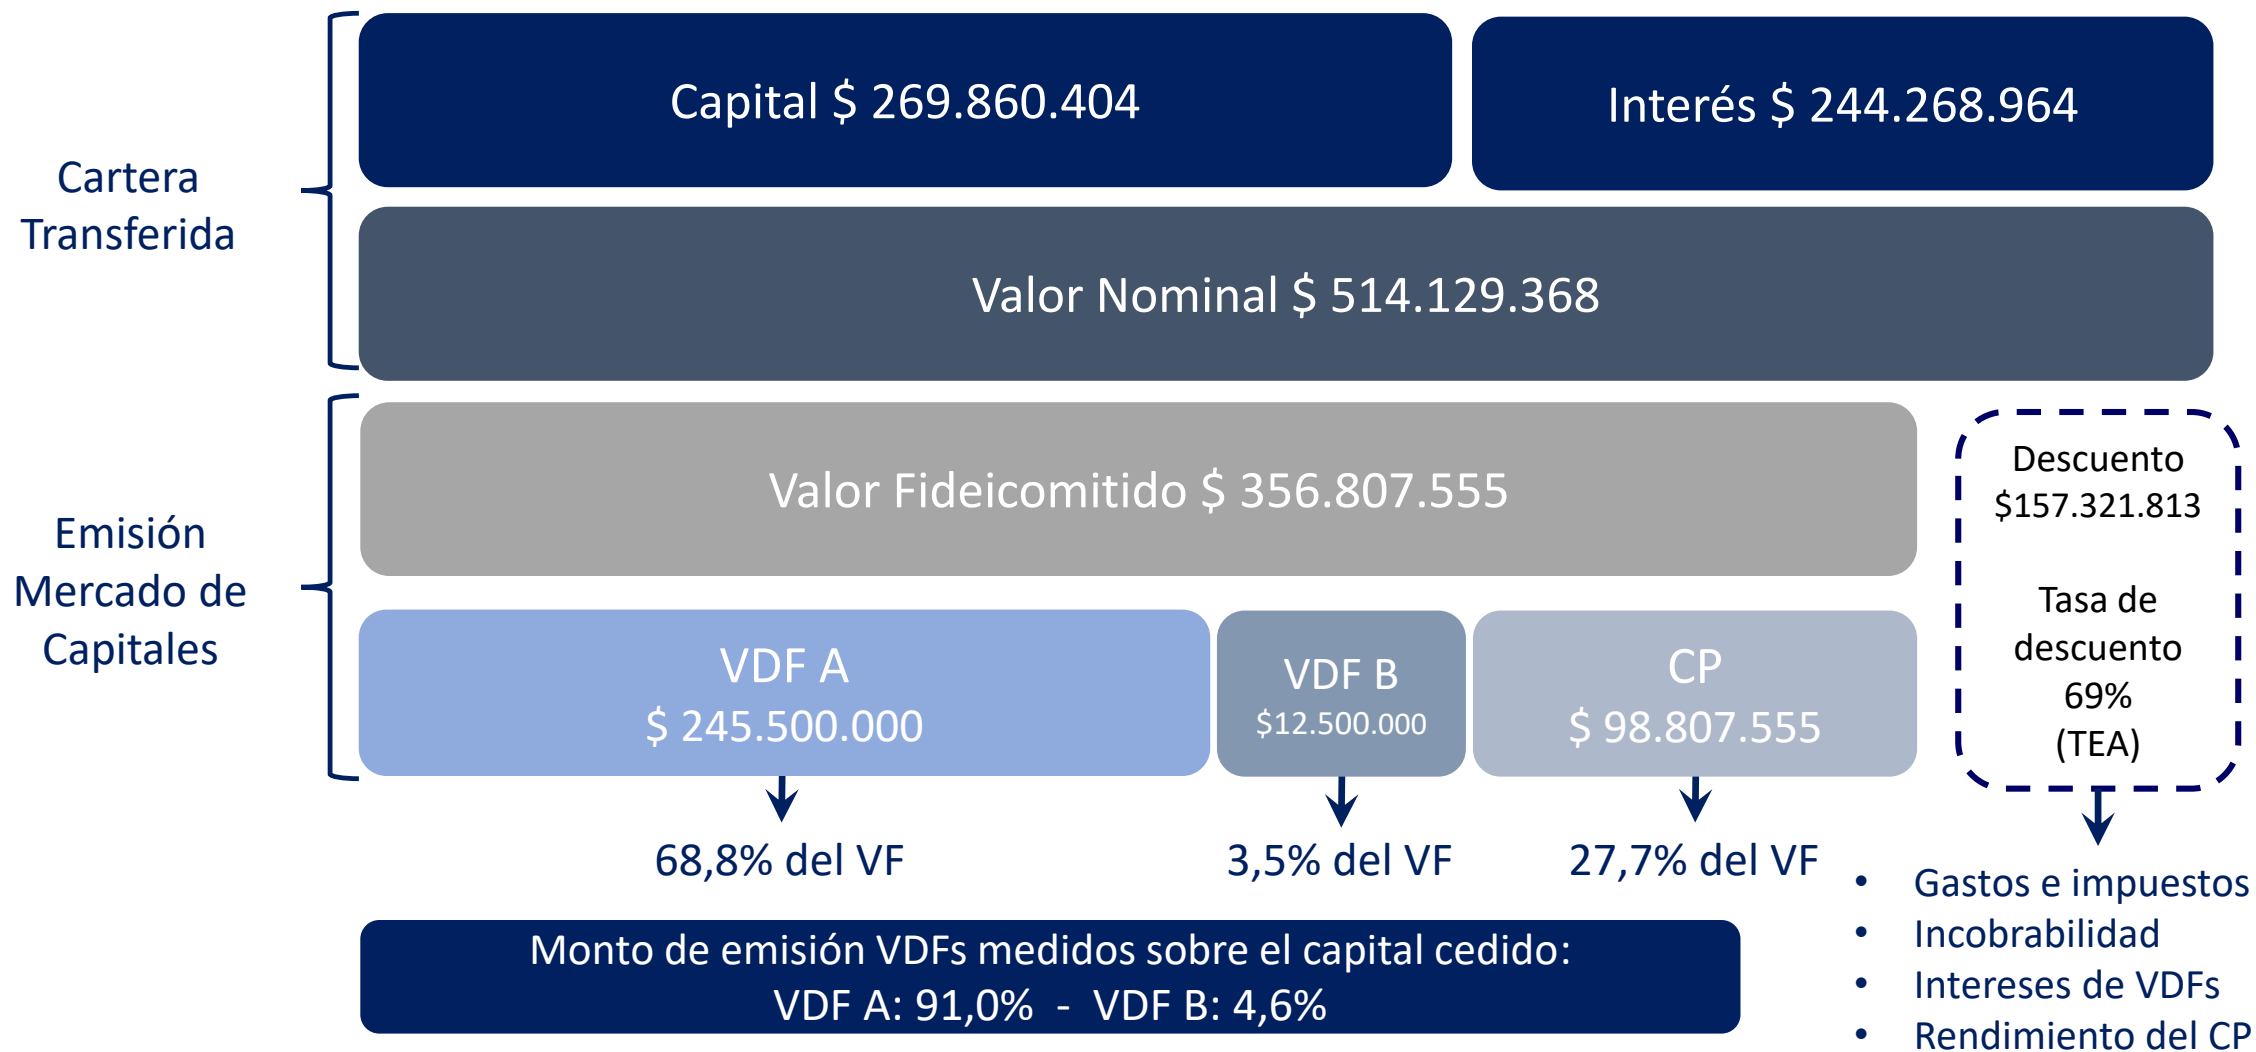 Cartera
Transferida
Capital $ 269.860.404
Interés $ 244.268.964
Valor Nominal $ 514.129.368
Emisión
Mercado de
Capitales
Valor Fideicomitido $ 356.807.555
Descuento
$157.321.813
Tasa de
descuento
69%
(TEA)
VDF A
$ 245.500.000
VDF B
$12.500.000
CP
$ 98.807.555
68,8% del VF
3,5% del VF
27,7% del VF
• Gastos e impuestos
• Incobrabilidad
• Intereses de VDFs
• Rendimiento del CP
Monto de emisión VDFs medidos sobre el capital cedido:
VDF A: 91,0% - VDF B: 4,6%